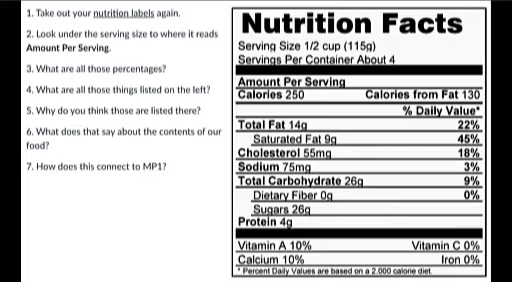 1. Take out your nutrition labels again.
2. Look under the serving size to where it reads
Amount Per Serving.
3. What are all those percentages?
4. What are all those things listed on the left?
5. Why do you think those are listed there?
6. What does that say about the contents of our
food?
7. How does this connect to MP1?
Nutrition Facts
Serving Size 1/2 cup (115g)
Servings Per Container About 4
Amount Per Serving
Calories 250 Calories from Fat 130
% Daily Value*
Total Fat 14g 22%
Saturated Fat 9g 45%
Cholesterol 55mg 18%
Sodium 75mg 3%
Total Carbohydrate 26g 9%
Dietary Fiber 0g 0%
Sugars 26g
Protein 4g
Vitamin A 10% Vitamin C 0%
Calcium 10% Iron 0%
* Percent Daily Values are based on a 2,000 calorie diet.